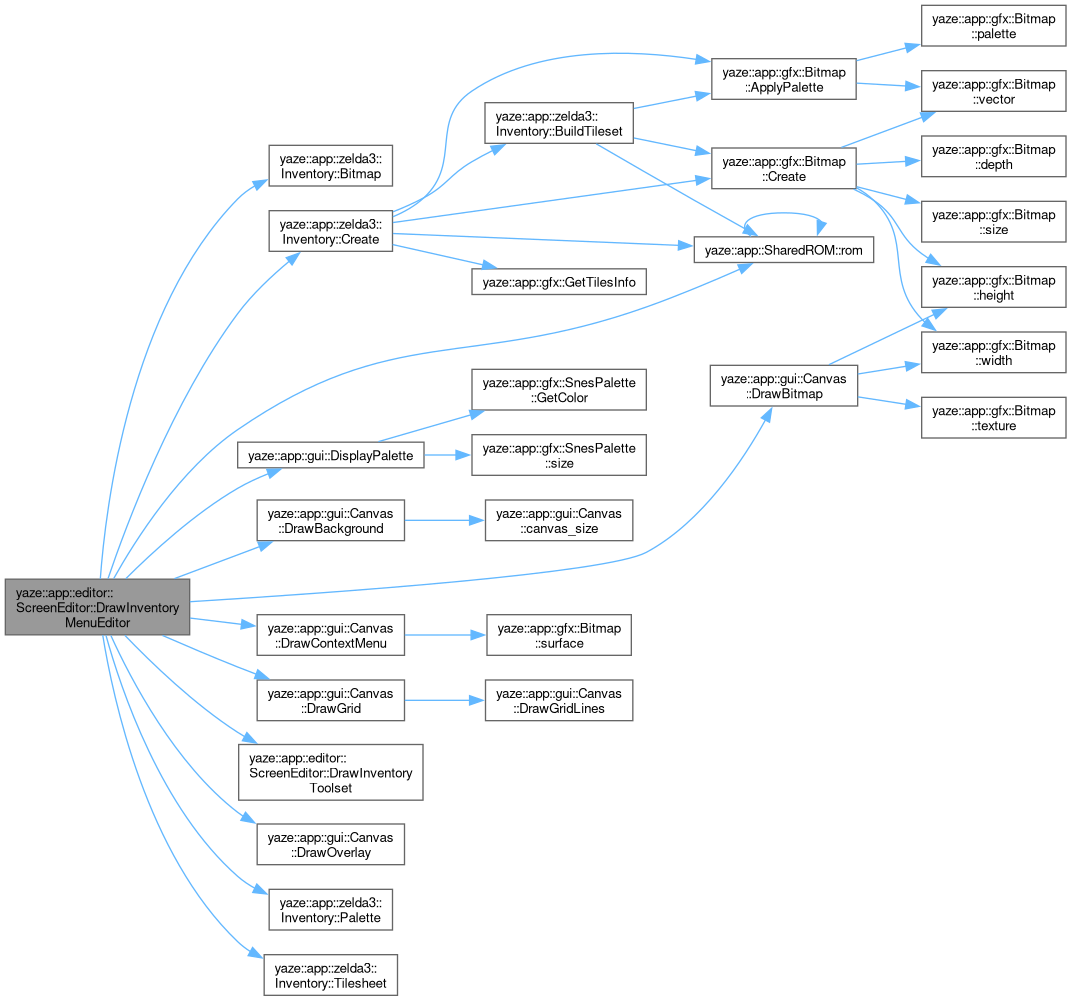 yaze::app::editor::
ScreenEditor::DrawInventory
MenuEditor
yaze::app::zelda3::
Inventory::Bitmap
yaze::app::zelda3::
Inventory::Create
yaze::app::gui::DisplayPalette
yaze::app::gui::Canvas
::DrawBackground
yaze::app::gui::Canvas
::DrawContextMenu
yaze::app::gui::Canvas
::DrawGrid
yaze::app::editor::
ScreenEditor::DrawInventory
Toolset
yaze::app::gui::Canvas
::DrawOverlay
yaze::app::zelda3::
Inventory::Palette
yaze::app::zelda3::
Inventory::Tilesheet
yaze::app::zelda3::
Inventory::BuildTileset
yaze::app::gfx::GetTilesInfo
yaze::app::gfx::SnesPalette
::GetColor
yaze::app::gfx::SnesPalette
::size
yaze::app::gui::Canvas
::canvas_size
yaze::app::gfx::Bitmap
::surface
yaze::app::gui::Canvas
::DrawGridLines
yaze::app::gfx::Bitmap
::ApplyPalette
yaze::app::gfx::Bitmap
::Create
yaze::app::SharedROM::rom
yaze::app::gui::Canvas
::DrawBitmap
yaze::app::gfx::Bitmap
::palette
yaze::app::gfx::Bitmap
::vector
yaze::app::gfx::Bitmap
::depth
yaze::app::gfx::Bitmap
::size
yaze::app::gfx::Bitmap
::height
yaze::app::gfx::Bitmap
::width
yaze::app::gfx::Bitmap
::texture